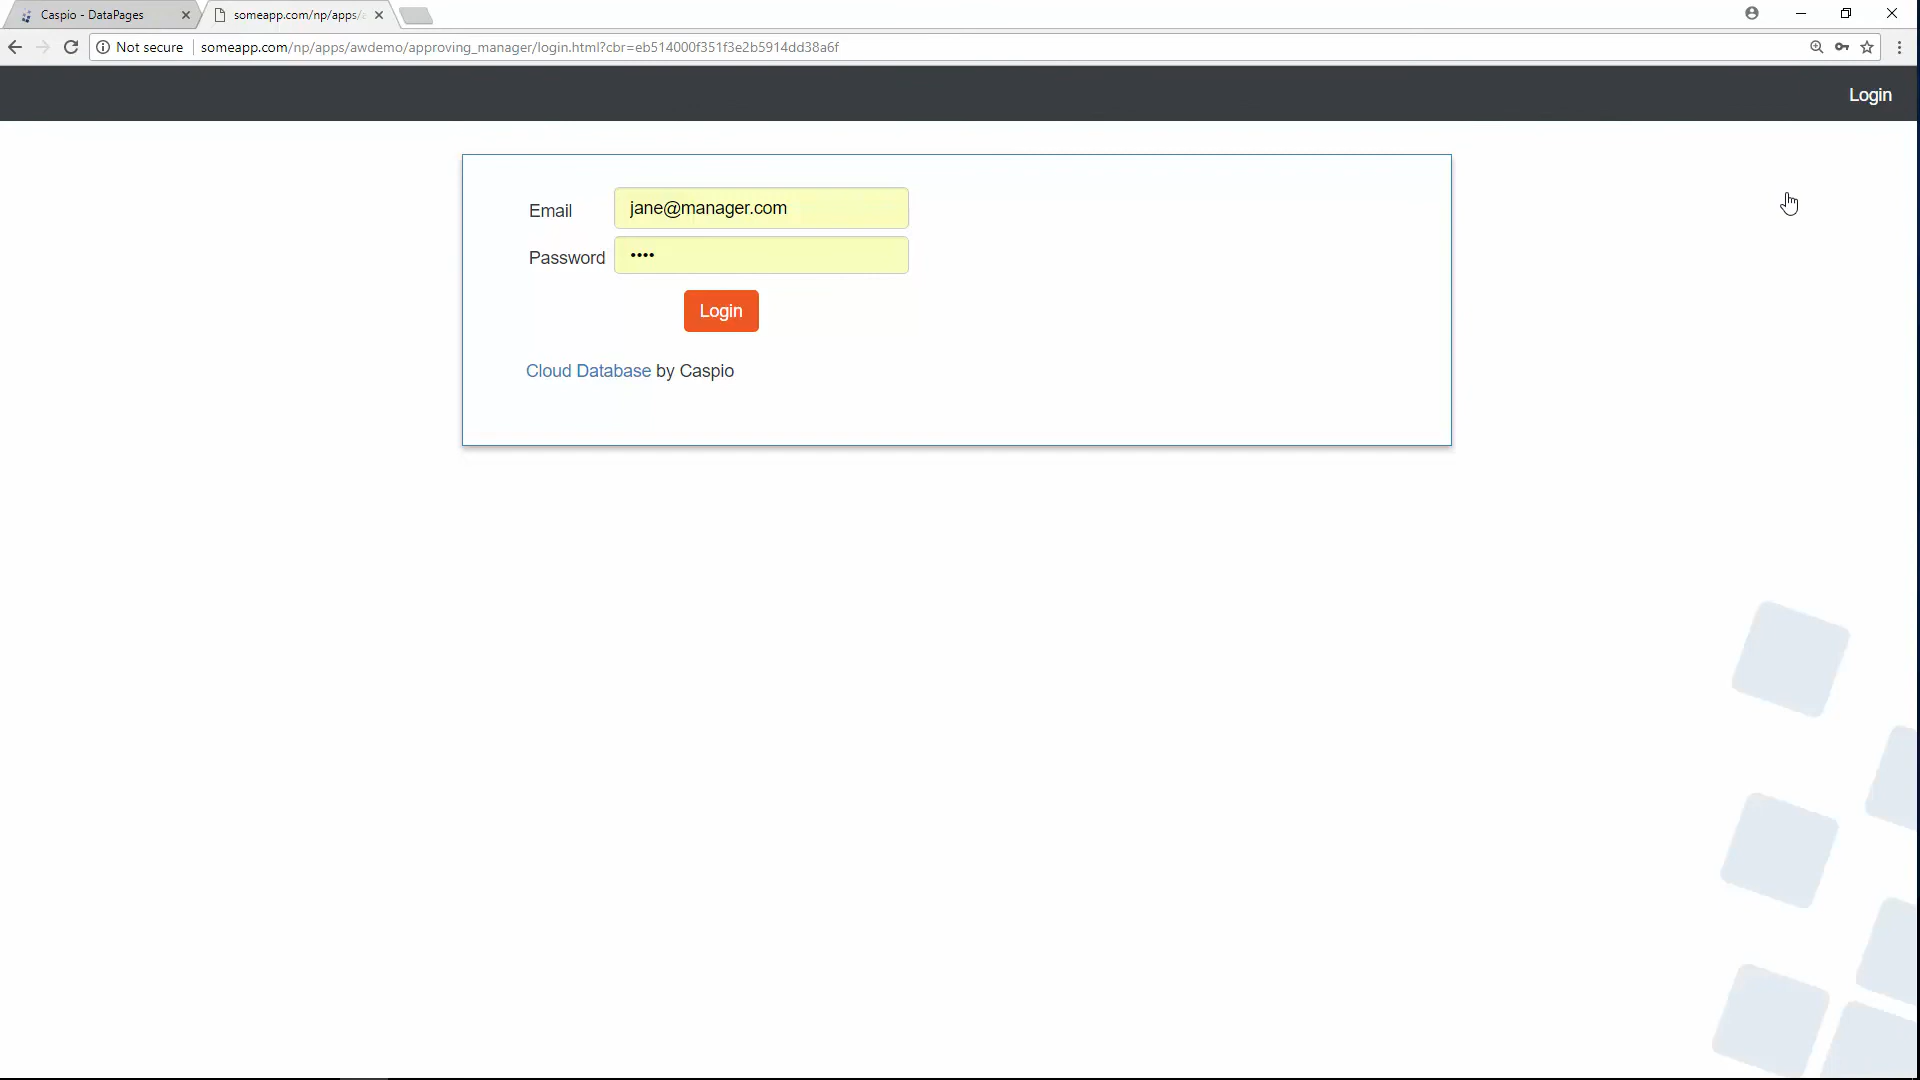 Caspio - DataPages
someapp.com/np/apps/
Not secure
someapp.com/np/apps/awdemo/approving_manager/login.html?cbr=eb514000f351f3e2b5914dd38a6f
Login
Email
jane@manager.com
Password
••••
Login
Cloud Database by Caspio